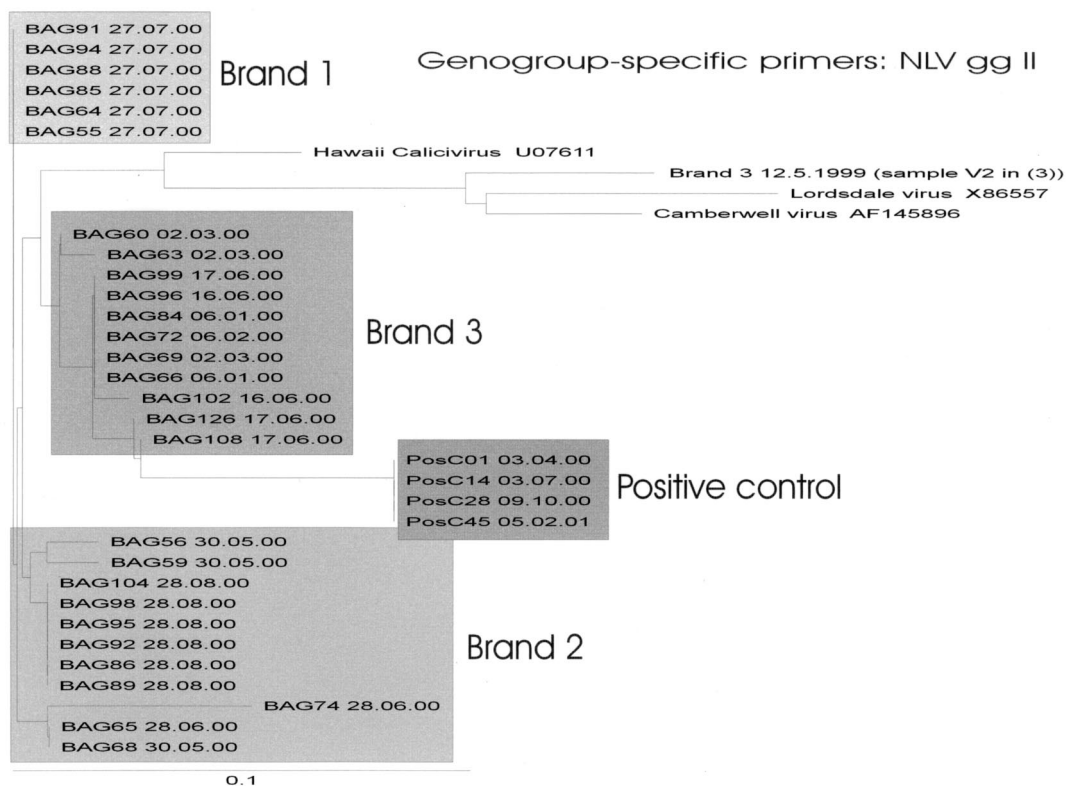 BAG91 27.07.00
BAG94 27.07.00
BAG88 27.07.00
BAG85 27.07.00
BAG64 27.07.00
BAG55 27.07.00
Brand 1
Genogroup-specific primers: NLV gg II
Hawaii Calicivirus U07611
Brand 3 12.5.1999 (sample V2 in (3))
Lordsdale virus X86557
Camberwell virus AF145896
BAG60 02.03.00
BAG63 02.03.00
BAG99 17.06.00
BAG96 16.06.00
BAG84 06.01.00
BAG72 06.02.00
BAG69 02.03.00
BAG66 06.01.00
BAG102 16.06.00
BAG126 17.06.00
BAG108 17.06.00
Brand 3
PosC01 03.04.00
PosC14 03.07.00
PosC28 09.10.00
PosC45 05.02.01
Positive control
BAG56 30.05.00
BAG59 30.05.00
BAG104 28.08.00
BAG98 28.08.00
BAG95 28.08.00
BAG92 28.08.00
BAG86 28.08.00
BAG89 28.08.00
BAG74 28.06.00
BAG65 28.06.00
BAG68 30.05.00
Brand 2
0.1